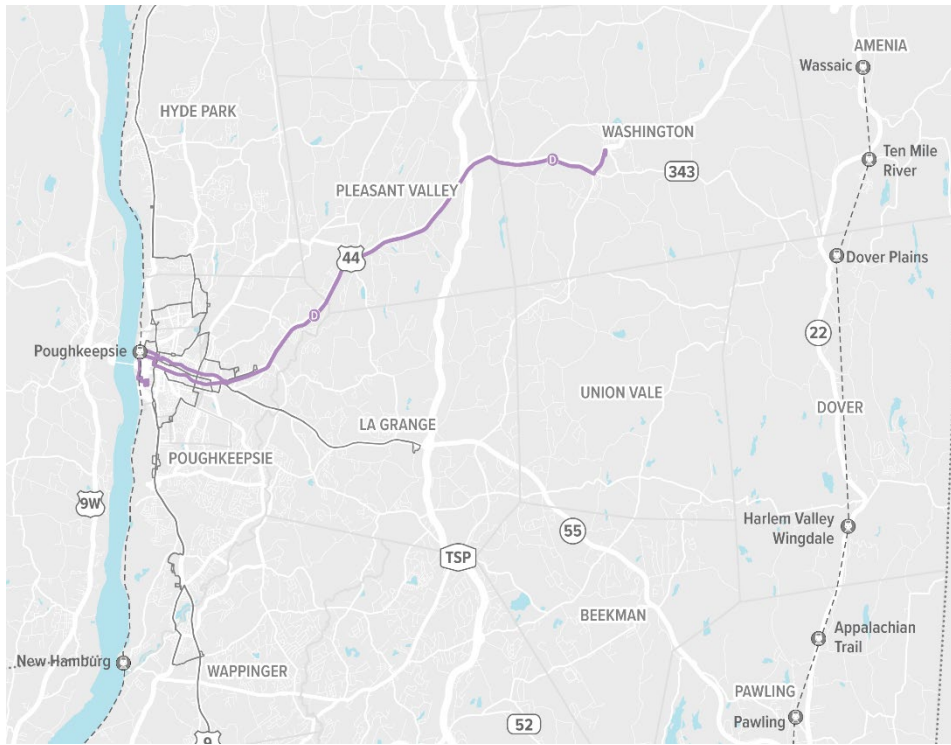 AMENIA
Wassaic
HYDE PARK
WASHINGTON
Ten Mile
River
343
PLEASANT VALLEY
D
44
Dover Plains
D
22
Poughkeepsie
UNION VALE
DOVER
LA GRANGE
POUGHKEEPSIE
9W
Harlem Valley
Wingdale
55
TSP
BEEKMAN
Appalachian
Trail
New Hamburg
WAPPINGER
PAWLING
Pawling
52
9